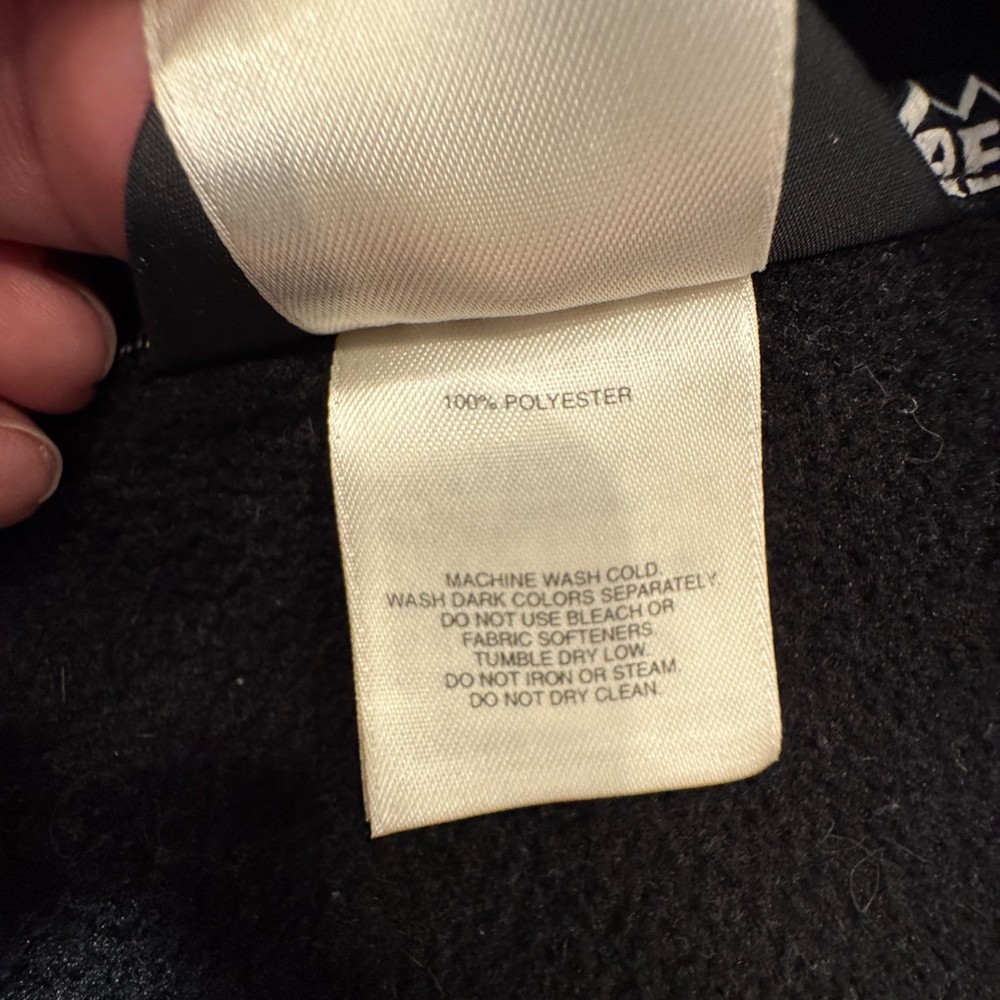 RE
100% POLYESTER
MACHINE WASH COLD.
WASH DARK COLORS SEPARATELY.
DO NOT USE BLEACH OR
FABRIC SOFTENERS
TUMBLE DRY LOW.
DO NOT IRON OR STEAM.
DO NOT DRY CLEAN.